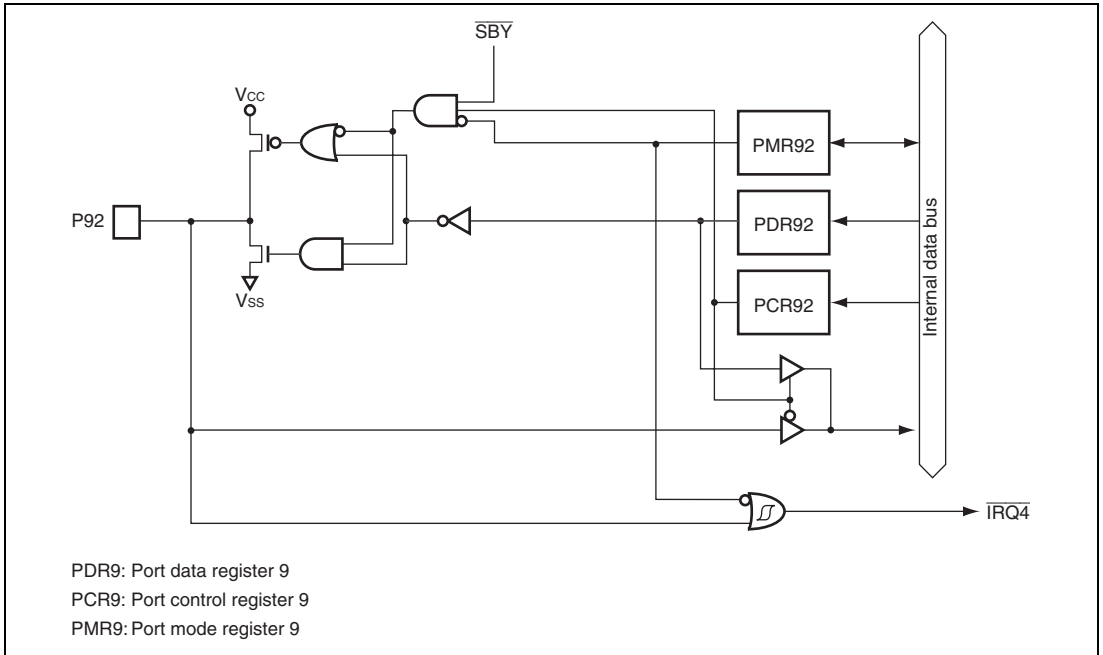 SBY
VCC
PMR92
P92
PDR92
VSS
PCR92
Internal data bus
IRQ4
PDR9: Port data register 9
PCR9: Port control register 9
PMR9: Port mode register 9